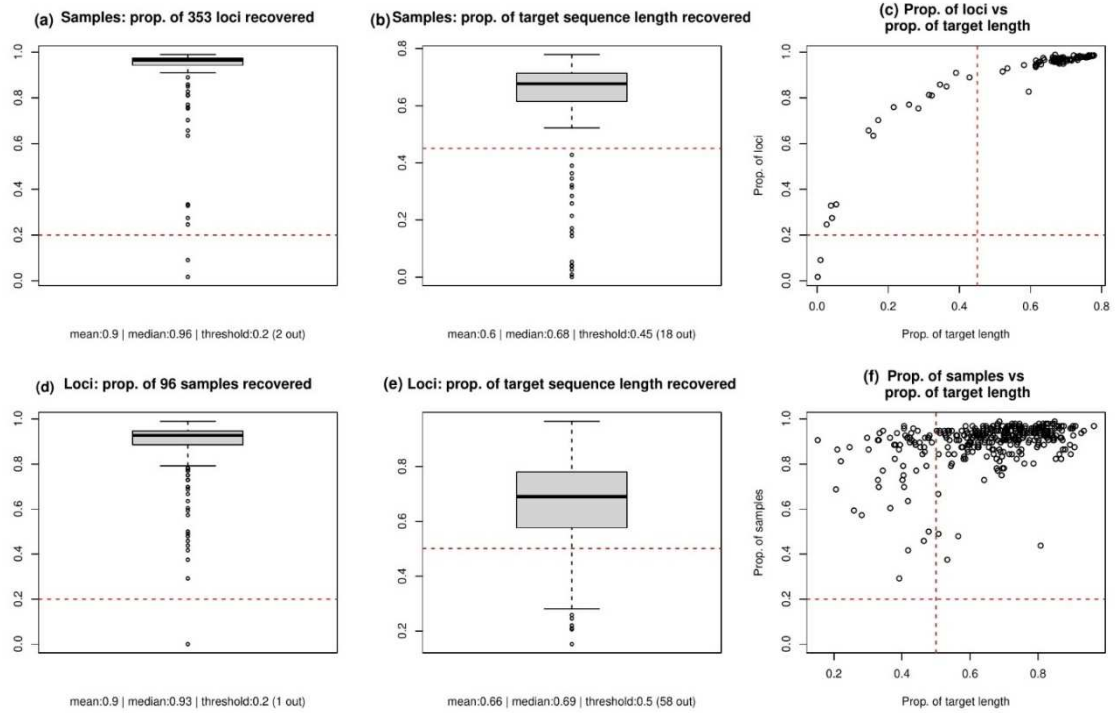 (a) Samples: prop. of 353 loci recovered
1.0
0.8
0.6
0.4
0.2
0.0
mean:0.9 | median:0.96 | threshold:0.2 (2 out)
(b) Samples: prop. of target sequence length recovered
0.8
0.6
0.4
0.2
0.0
mean:0.6 | median:0.68 | threshold:0.45 (18 out)
(c) Prop. of loci vs
prop. of target length
Prop. of loci
1.0
0.8
0.6
0.4
0.2
0.0
0.0 0.2 0.4 0.6 0.8
Prop. of target length
(d) Loci: prop. of 96 samples recovered
1.0
0.8
0.6
0.4
0.2
0.0
mean:0.9 | median:0.93 | threshold:0.2 (1 out)
(e) Loci: prop. of target sequence length recovered
0.8
0.6
0.4
0.2
mean:0.66 | median:0.69 | threshold:0.5 (58 out)
(f) Prop. of samples vs
prop. of target length
Prop. of samples
1.0
0.8
0.6
0.4
0.2
0.0
0.2 0.4 0.6 0.8
Prop. of target length